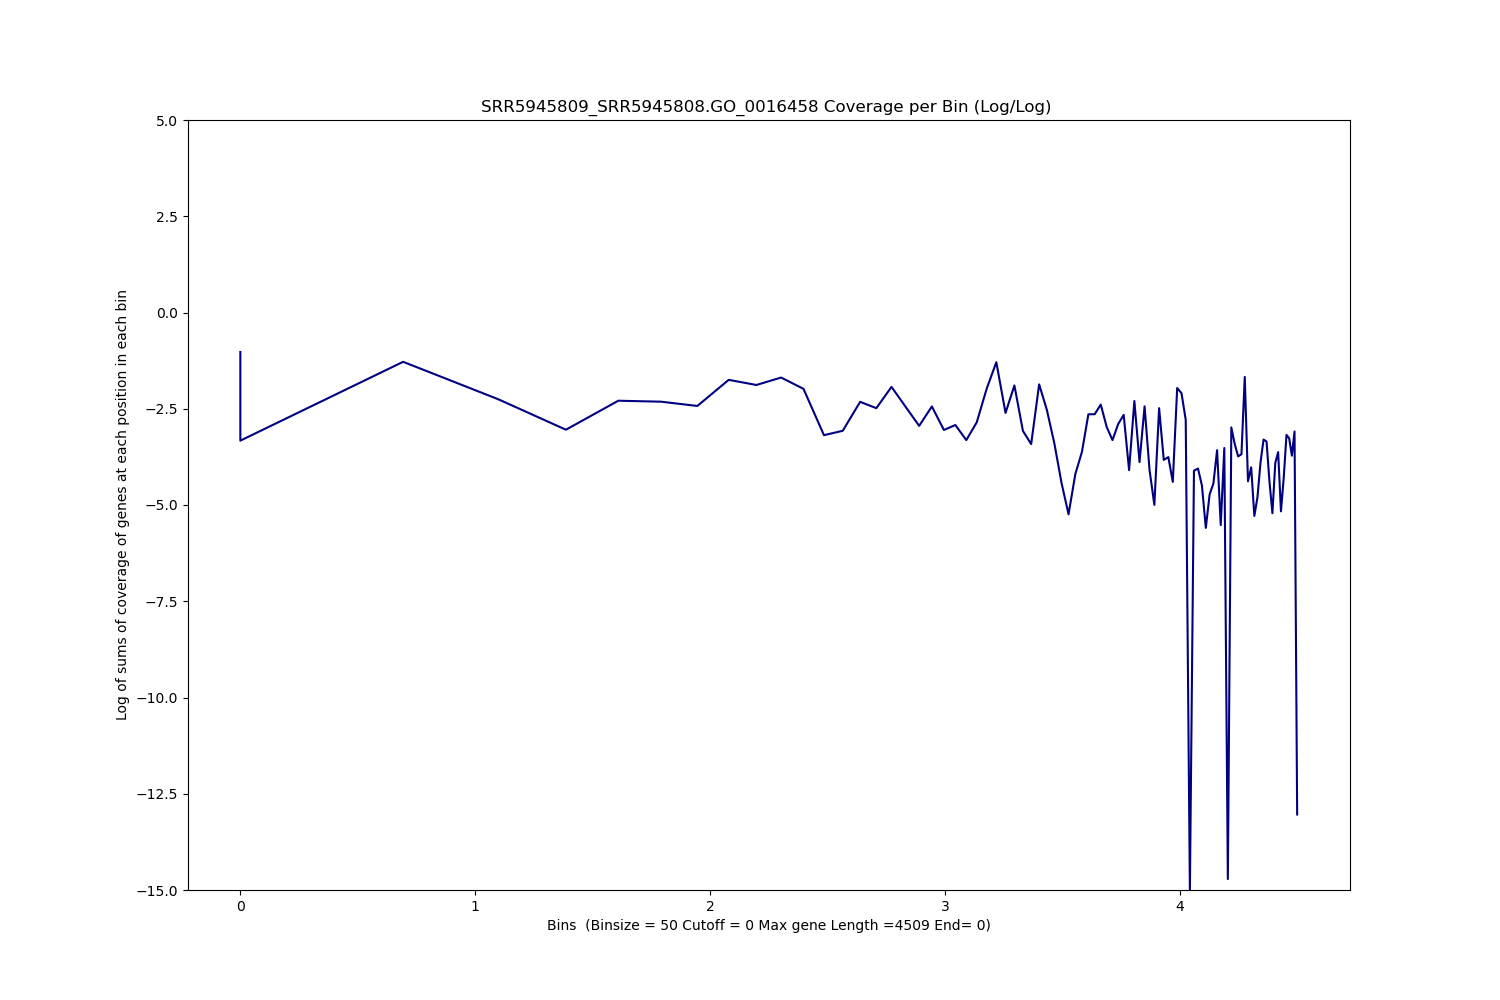 SRR5945809_SRR5945808.GO_0016458 Coverage per Bin (Log/Log)
5.0
2.5
0.0
−2.5
−5.0
−7.5
−10.0
−12.5
−15.0
Log of sums of coverage of genes at each position in each bin
0 1 2 3 4
Bins  (Binsize = 50 Cutoff = 0 Max gene Length =4509 End= 0)